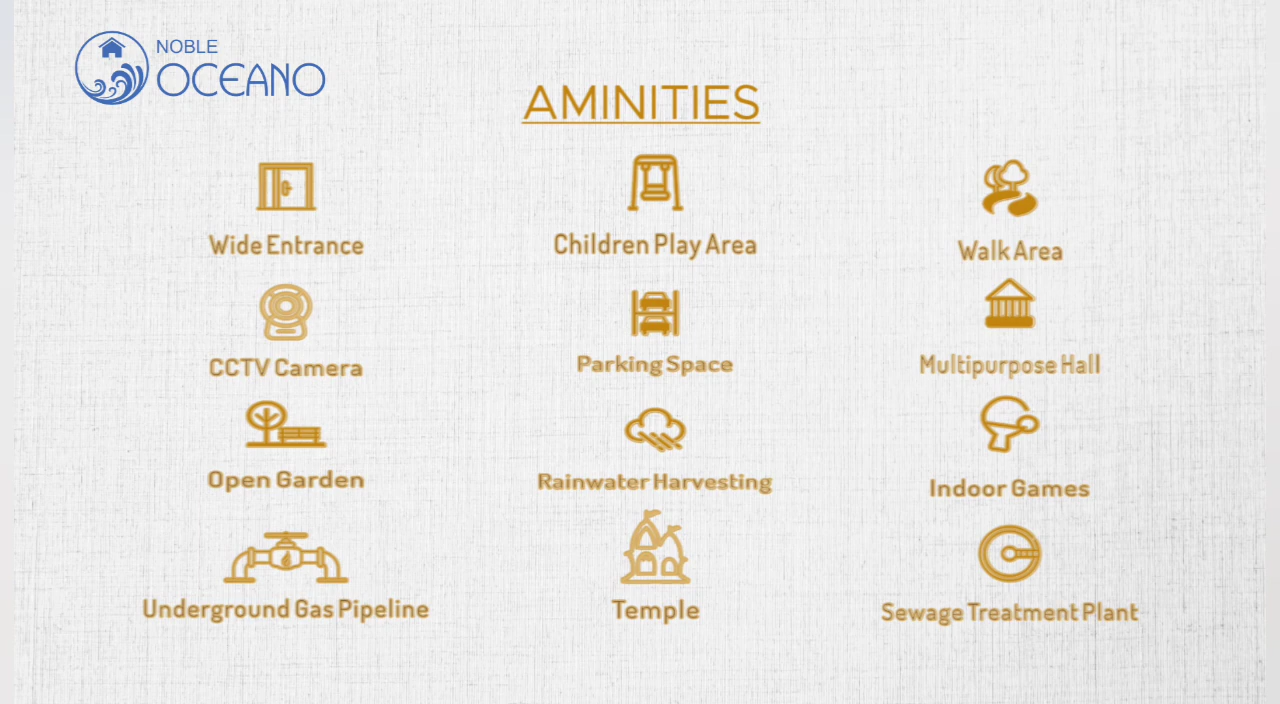 NOBLE
OCEANO
AMINITIES
Wide Entrance
Children Play Area
Walk Area
CCTV Camera
Parking Space
Multipurpose Hall
Open Garden
Rainwater Harvesting
Indoor Games
Underground Gas Pipeline
Temple
Sewage Treatment Plant